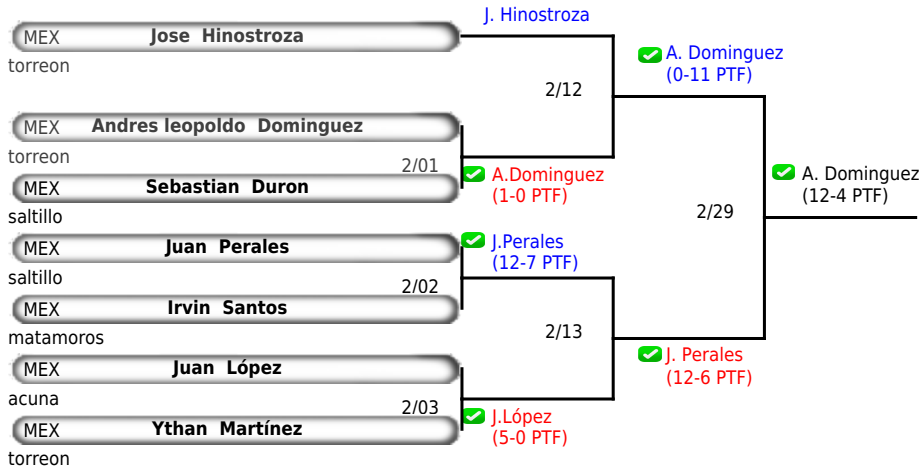 J. Hinostroza
MEX Jose Hinostroza
torreon
A. Dominguez
(0-11 PTF)
2/12
MEX Andres leopoldo Dominguez
torreon
2/01
A.Dominguez
(1-0 PTF)
MEX Sebastian Duron
saltillo
A. Dominguez
(12-4 PTF)
2/29
MEX Juan Perales
saltillo
J.Perales
(12-7 PTF)
2/02
MEX Irvin Santos
matamoros
2/13
J. Perales
(12-6 PTF)
MEX Juan López
acuna
2/03
J.López
(5-0 PTF)
MEX Ythan Martínez
torreon